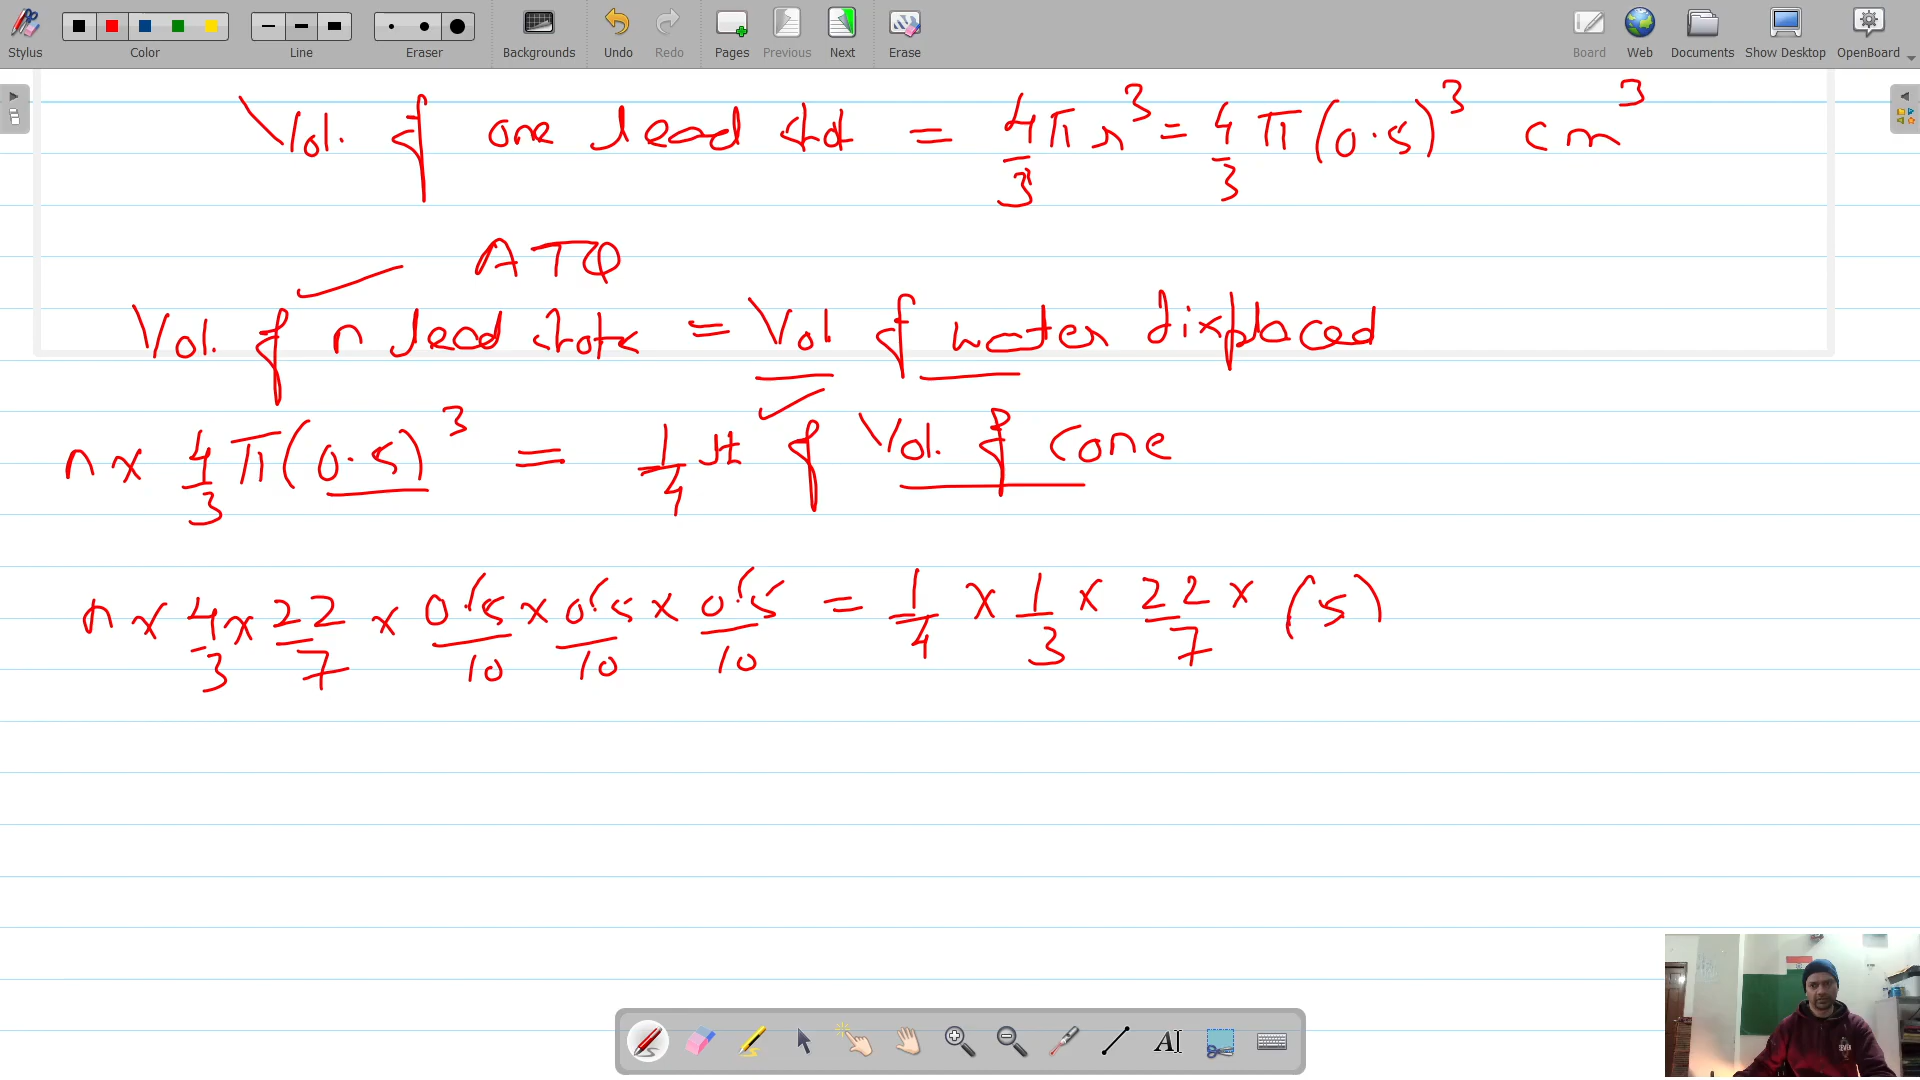 Stylus Color Line Eraser Backgrounds Undo Redo Pages Previous Next Erase Board Web Documents Show Desktop OpenBoard
Vol. of one lead shot = 4/3 π r³ = 4/3 π (0.5)³ cm³
ATQ
Vol. of n lead shots = Vol of water displaced
n x 4/3 π (0.5)³ = 1/4 th of Vol. of cone
n x 4/3 x 22/7 x 0.5/10 x 0.5/10 x 0.5/10 = 1/4 x 1/3 x 22/7 x (5)